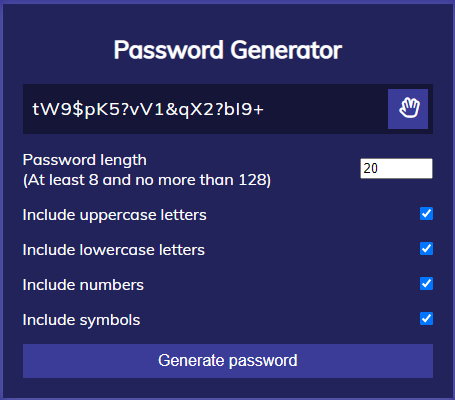 Password Generator
tW9$pK5?vV1&qX2?bI9+
Password length
(At least 8 and no more than 128)
20
Include uppercase letters
Include lowercase letters
Include numbers
Include symbols
Generate password